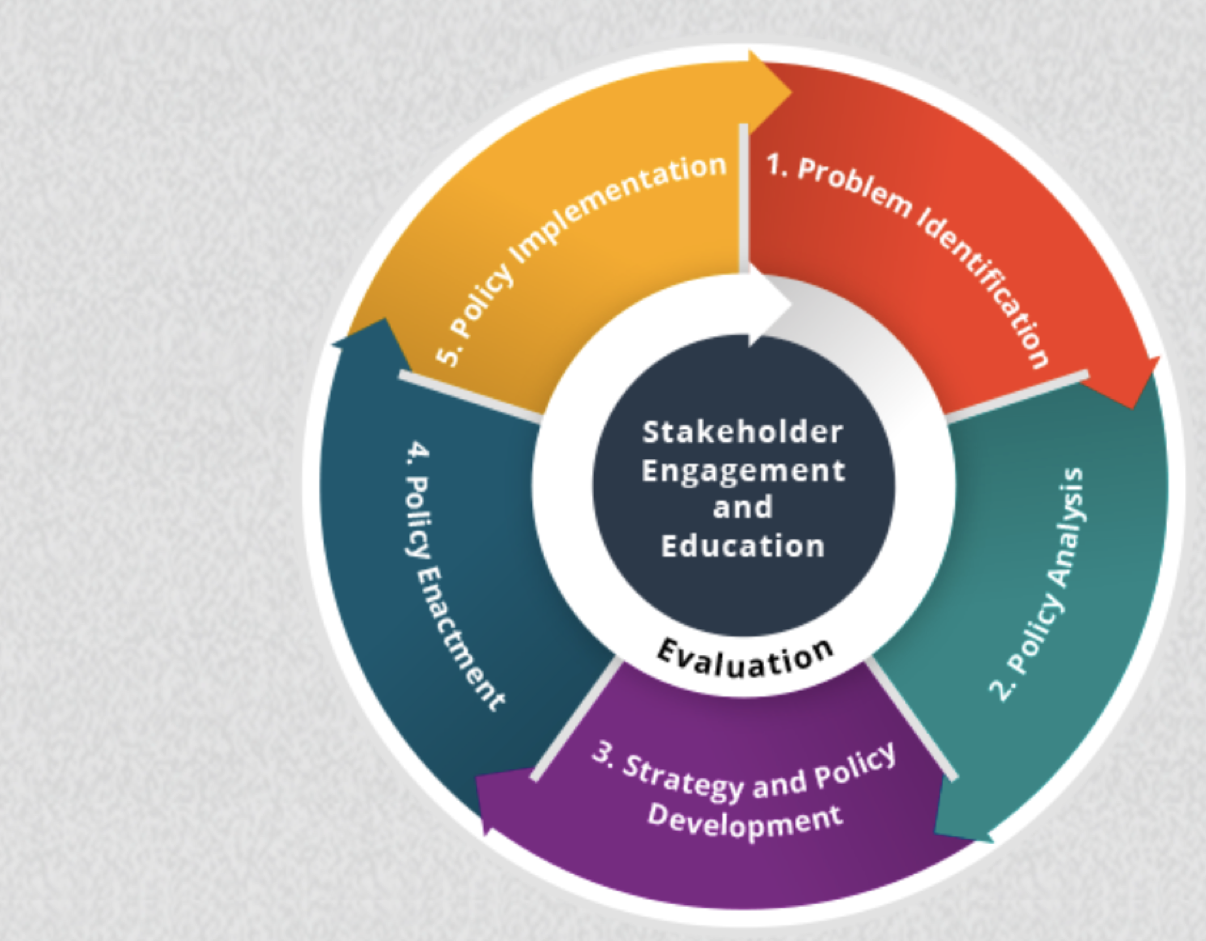 1. Problem Identification
2. Policy Analysis
3. Strategy and Policy
Development
4. Policy Enactment
5. Policy Implementation
Stakeholder
Engagement
and
Education
Evaluation